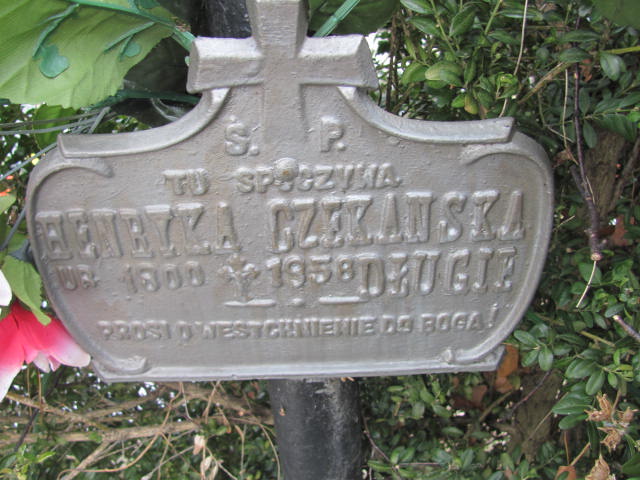 Ś. P.
TU SPOCZYWA
HENRYKA CZEKAŃSKA
UR 1900 1958 DŁUGIE
PROSI O WESTCHNIENIE DO BOGA!